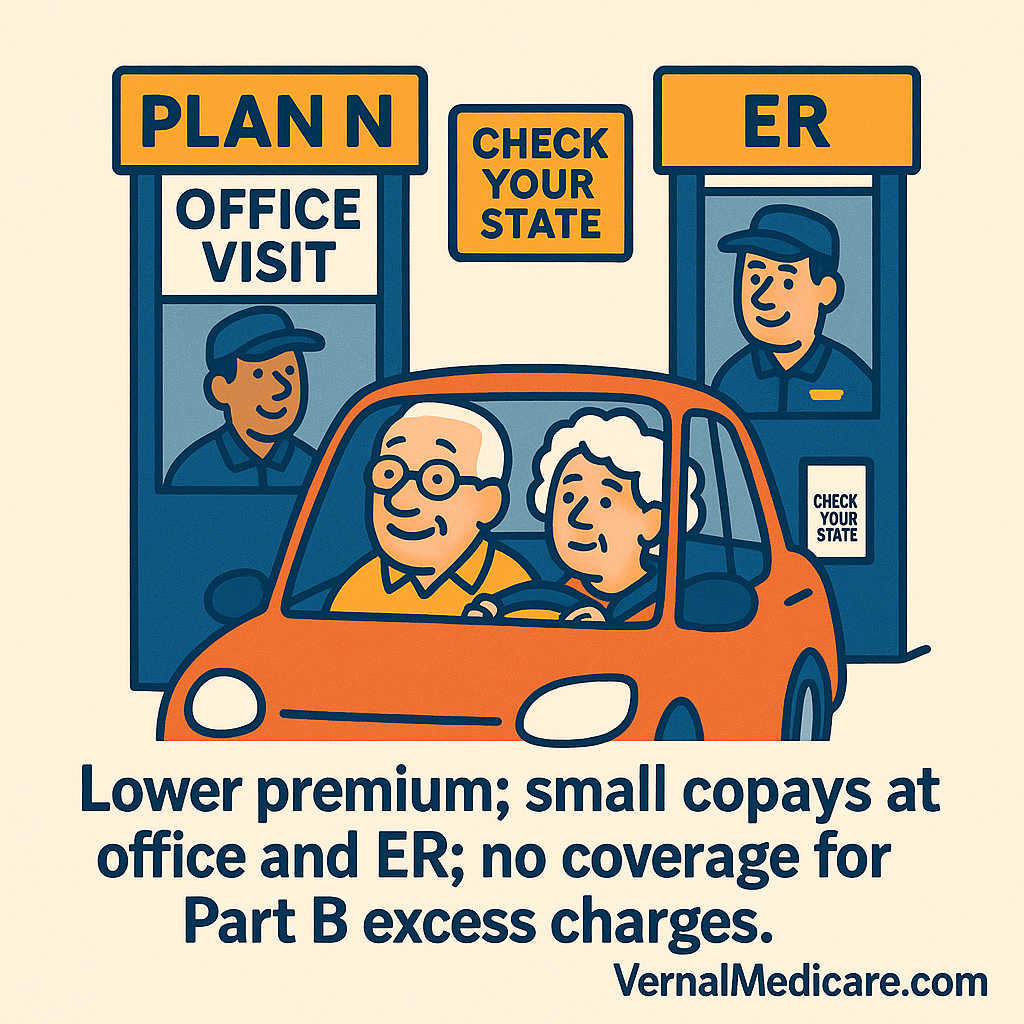 PLAN N
OFFICE
VISIT
CHECK
YOUR
STATE
ER
CHECK
YOUR
STATE
Lower premium; small copays at
office and ER; no coverage for
Part B excess charges.
VernalMedicare.com